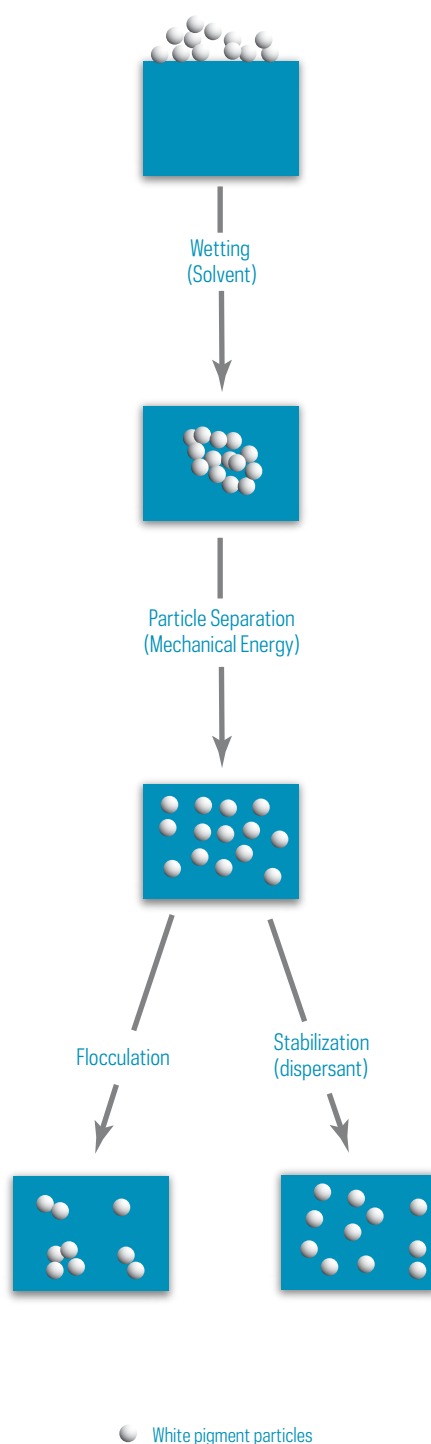 Wetting
(Solvent)
Particle Separation
(Mechanical Energy)
Flocculation
Stabilization
(dispersant)
White pigment particles